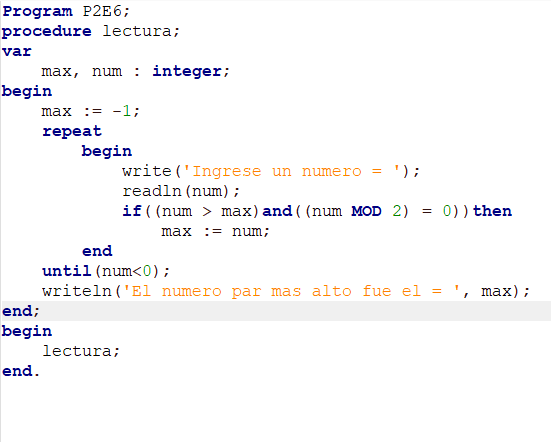 Program P2E6;
procedure lectura;
var
    max, num : integer;
begin
    max := -1;
    repeat
        begin
            write('Ingrese un numero = ');
            readln(num);
            if((num > max)and((num MOD 2) = 0))then
                max := num;
        end
    until(num<0);
    writeln('El numero par mas alto fue el = ', max);
end;
begin
    lectura;
end.